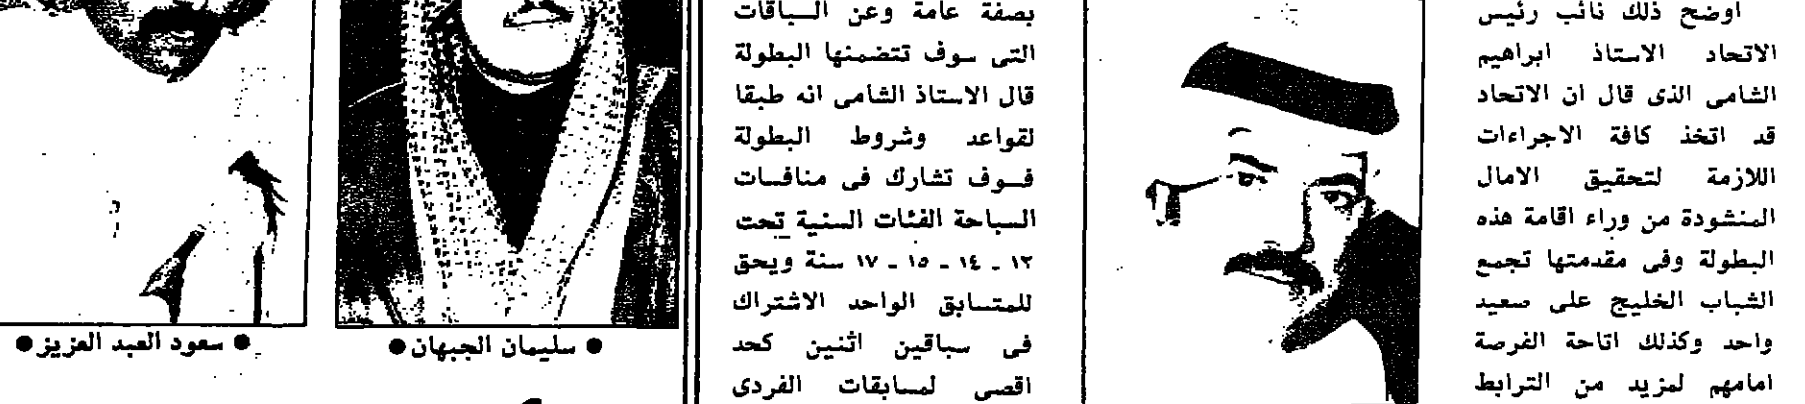 اوضح ذلك نائب رئيس
الاتحاد الاستاذ ابراهيم
الشامى الذى قال ان الاتحاد
قد اتخذ كافة الاجراءات
اللازمة لتحقيق الامال
المنشودة من وراء اقامة هذه
البطولة وفى مقدمتها تجمع
الشباب الخليج على صعيد
واحد وكذلك اتاحة الفرصة
امامهم لمزيد من الترابط
بصفة عامة وعن السباقات
التى سوف تتضمنها البطولة
قال الاستاذ الشامى انه طبقا
لقواعد وشروط البطولة
فسوف تشارك فى منافسات
السباحة الفئات السنية تحت
١٢ ـ ١٤ ـ ١٥ ـ ١٧ سنة ويحق
للمتسابق الواحد الاشتراك
فى سباقين اثنين كحد
اقصى لمسابقات الفردى
● سليمان الجبهان ●
● سعود العبد العزيز ●